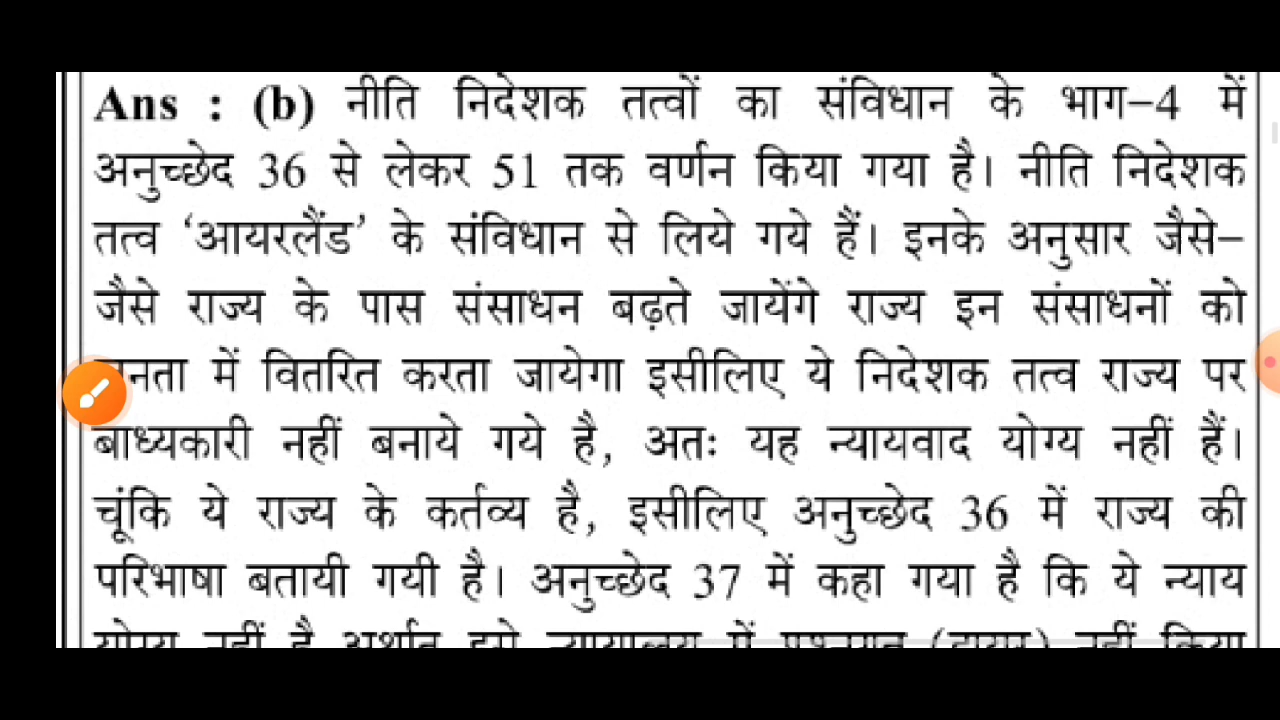 Ans : (b) नीति निदेशक तत्वों का संविधान के भाग–4 में
अनुच्छेद 36 से लेकर 51 तक वर्णन किया गया है। नीति निदेशक
तत्व ‘आयरलैंड’ के संविधान से लिये गये हैं। इनके अनुसार जैसे–
जैसे राज्य के पास संसाधन बढ़ते जायेंगे राज्य इन संसाधनों को
में वितरित करता जायेगा इसीलिए ये निदेशक तत्व राज्य पर
बाध्यकारी नहीं बनाये गये है, अतः यह न्यायवाद योग्य नहीं हैं।
चूंकि ये राज्य के कर्तव्य है, इसीलिए अनुच्छेद 36 में राज्य की
परिभाषा बतायी गयी है। अनुच्छेद 37 में कहा गया है कि ये न्याय